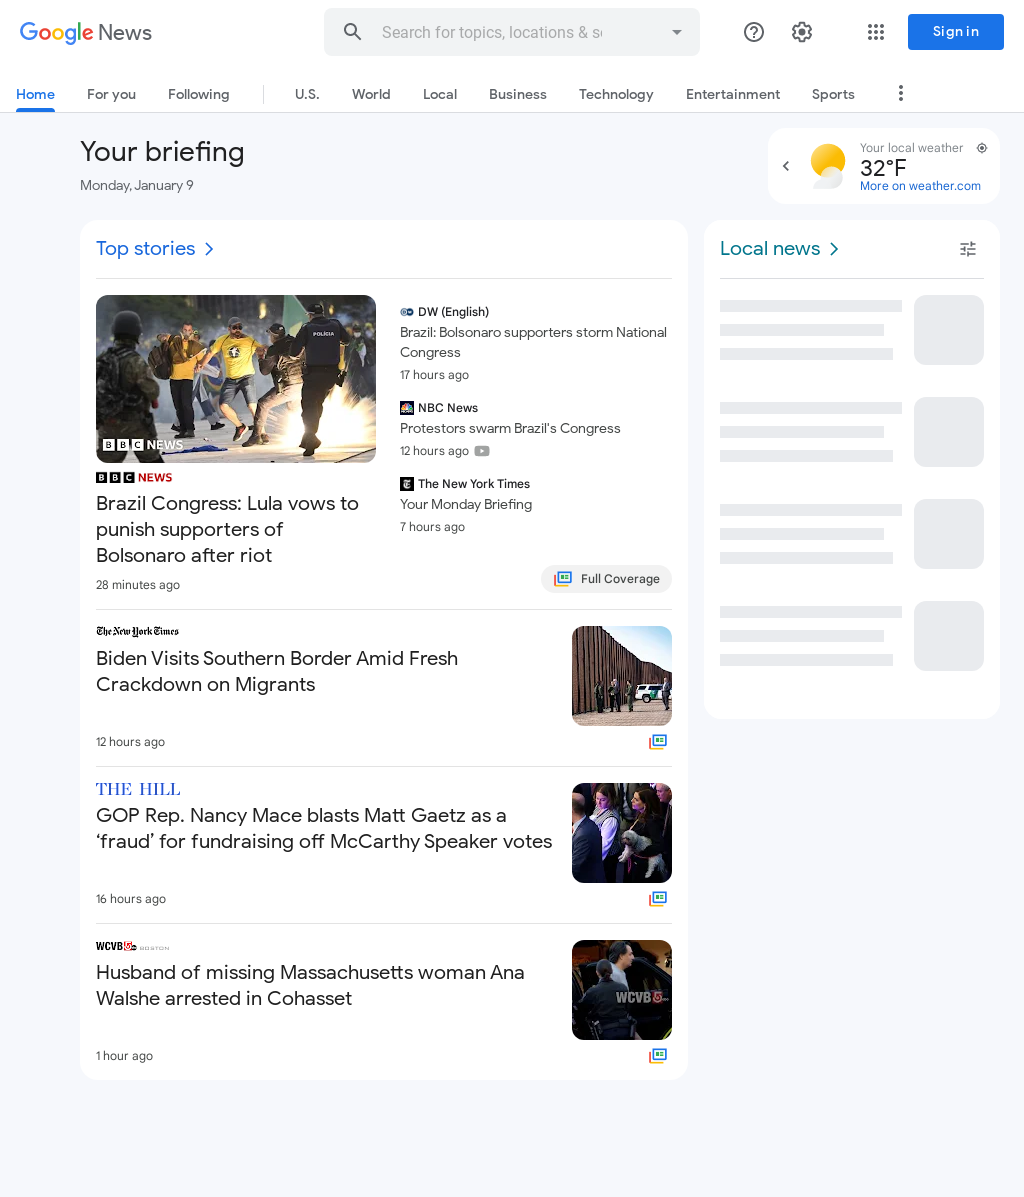 Google News
Search for topics, locations & so
Sign in
Home
For you
Following
U.S.
World
Local
Business
Technology
Entertainment
Sports
Your briefing
Monday, January 9
Your local weather
32°F
More on weather.com
Top stories
POLÍCIA
BBC NEWS
BBC NEWS
Brazil Congress: Lula vows to
punish supporters of
Bolsonaro after riot
28 minutes ago
DW (English)
Brazil: Bolsonaro supporters storm National
Congress
17 hours ago
NBC News
Protestors swarm Brazil's Congress
12 hours ago
The New York Times
Your Monday Briefing
7 hours ago
Full Coverage
The New York Times
Biden Visits Southern Border Amid Fresh
Crackdown on Migrants
12 hours ago
THE HILL
GOP Rep. Nancy Mace blasts Matt Gaetz as a
‘fraud’ for fundraising off McCarthy Speaker votes
16 hours ago
WCVB5 BOSTON
Husband of missing Massachusetts woman Ana
Walshe arrested in Cohasset
WCVB5
1 hour ago
Local news